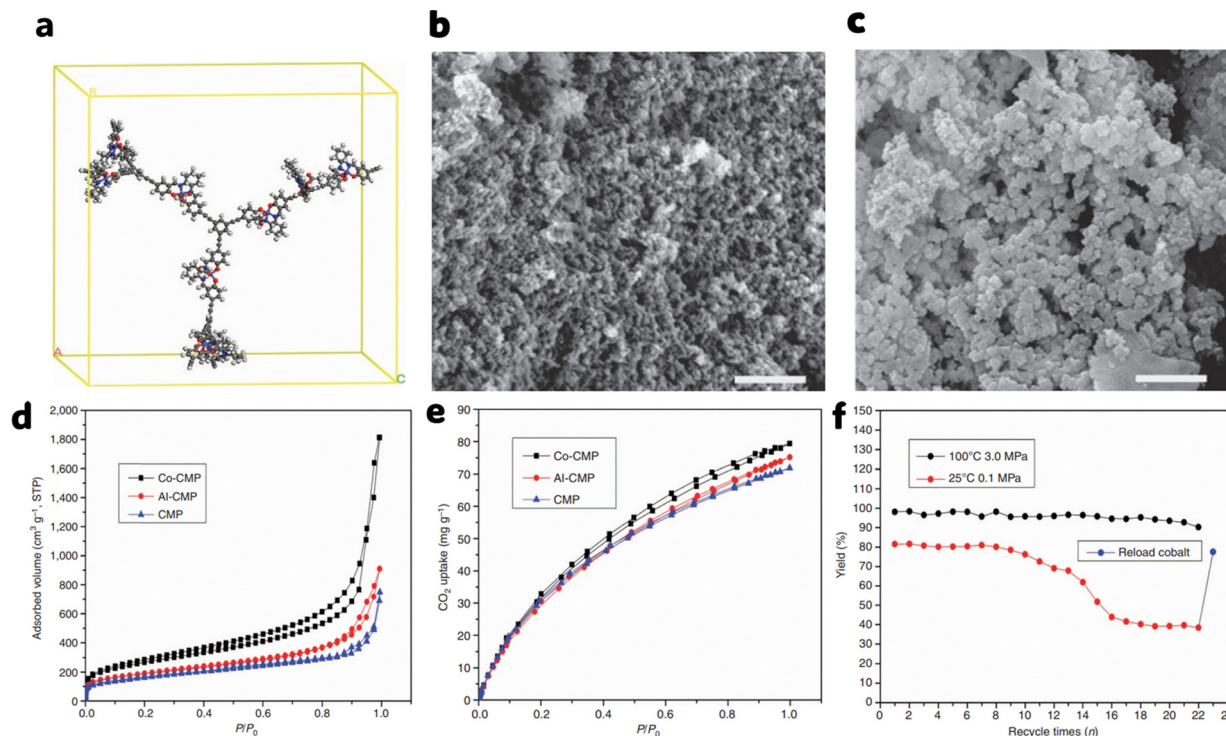 a
b
c
B
A
C
d
2,000
1,800
1,600
1,400
1,200
1,000
800
600
400
200
0
0.0 0.2 0.4 0.6 0.8 1.0
Adsorbed volume (cm³ g⁻¹, STP)
P/P₀
Co-CMP
Al-CMP
CMP
e
90
80
70
60
50
40
30
20
10
0
0.0 0.2 0.4 0.6 0.8 1.0
CO₂ uptake (mg g⁻¹)
P/P₀
Co-CMP
Al-CMP
CMP
f
150
140
130
120
110
100
90
80
70
60
50
40
30
20
10
0
0 2 4 6 8 10 12 14 16 18 20 22 24
Yield (%)
Recycle times (n)
100°C 3.0 MPa
25°C 0.1 MPa
Reload cobalt